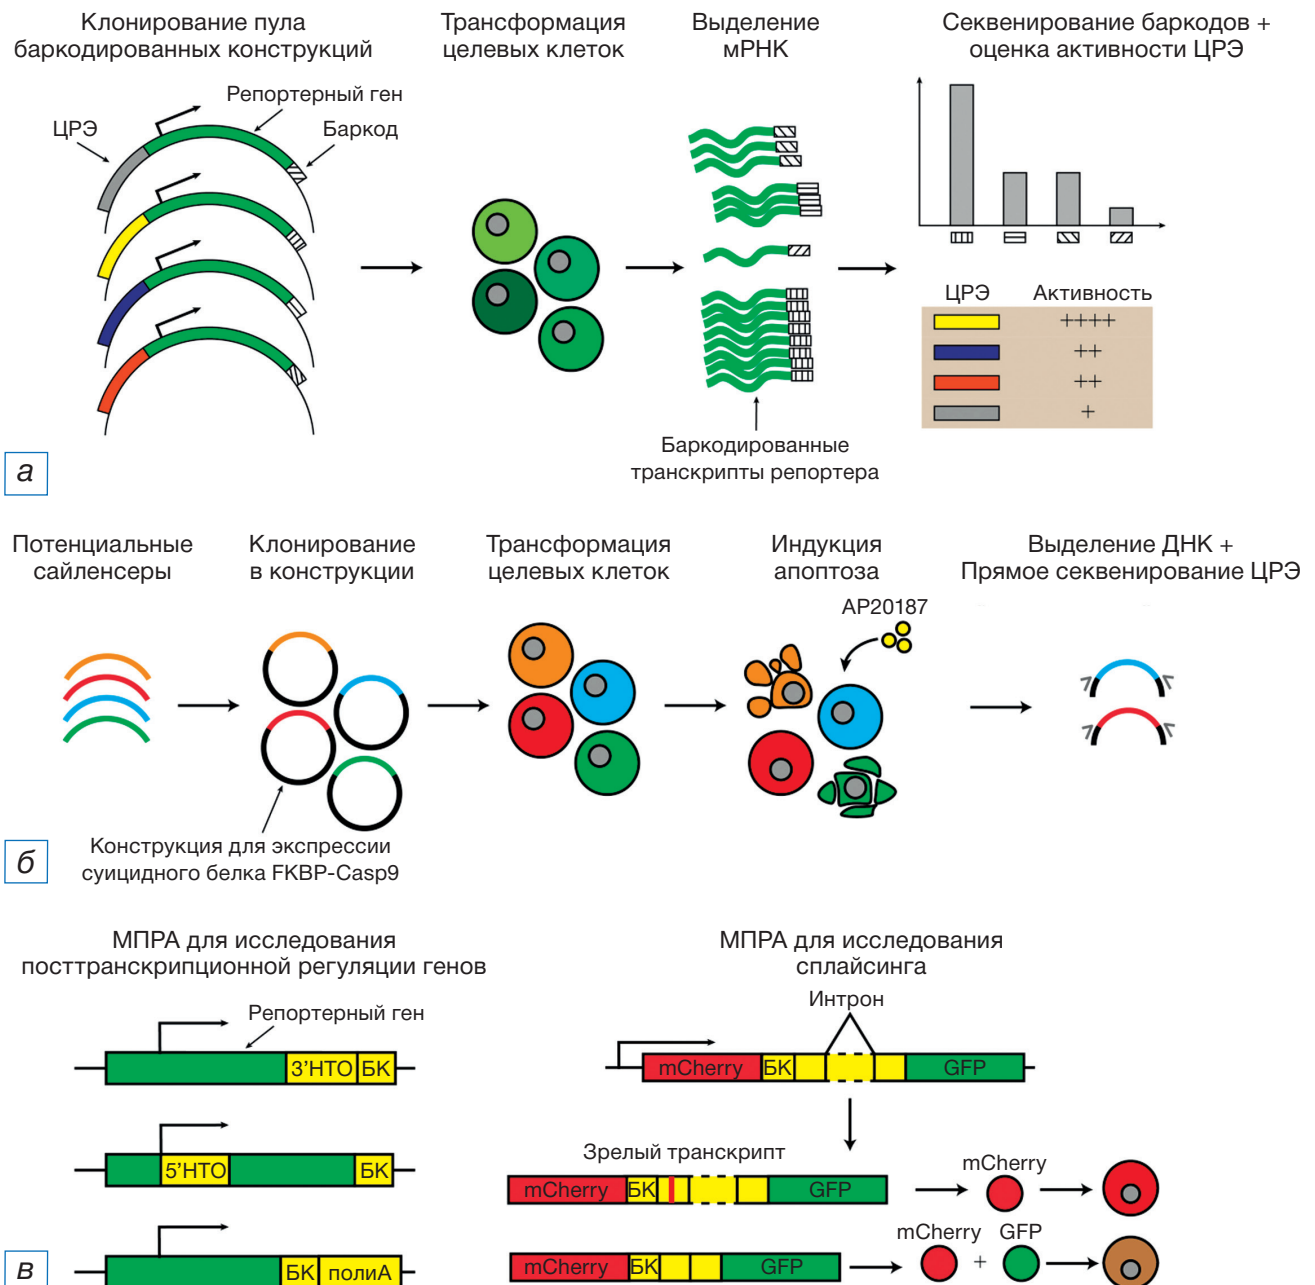 Клонирование пула
баркодированных конструкций
Трансформация
целевых клеток
Выделение
мРНК
Секвенирование баркодов +
оценка активности ЦРЭ
Репортерный ген
ЦРЭ
Баркод
ЦРЭ
Активность
++++
++
++
+
Баркодированные
транскрипты репортера
а
Потенциальные
сайленсеры
Клонирование
в конструкции
Трансформация
целевых клеток
Индукция
апоптоза
Выделение ДНК +
Прямое секвенирование ЦРЭ
AP20187
Конструкция для экспрессии
суицидного белка FKBP-Casp9
б
МПРА для исследования
посттранскрипционной регуляции генов
МПРА для исследования
сплайсинга
Репортерный ген
3'НТО
БК
5'НТО
БК
БК
полиА
Интрон
mCherry
БК
GFP
Зрелый транскрипт
mCherry
БК
GFP
mCherry
mCherry
БК
GFP
mCherry
+
GFP
в